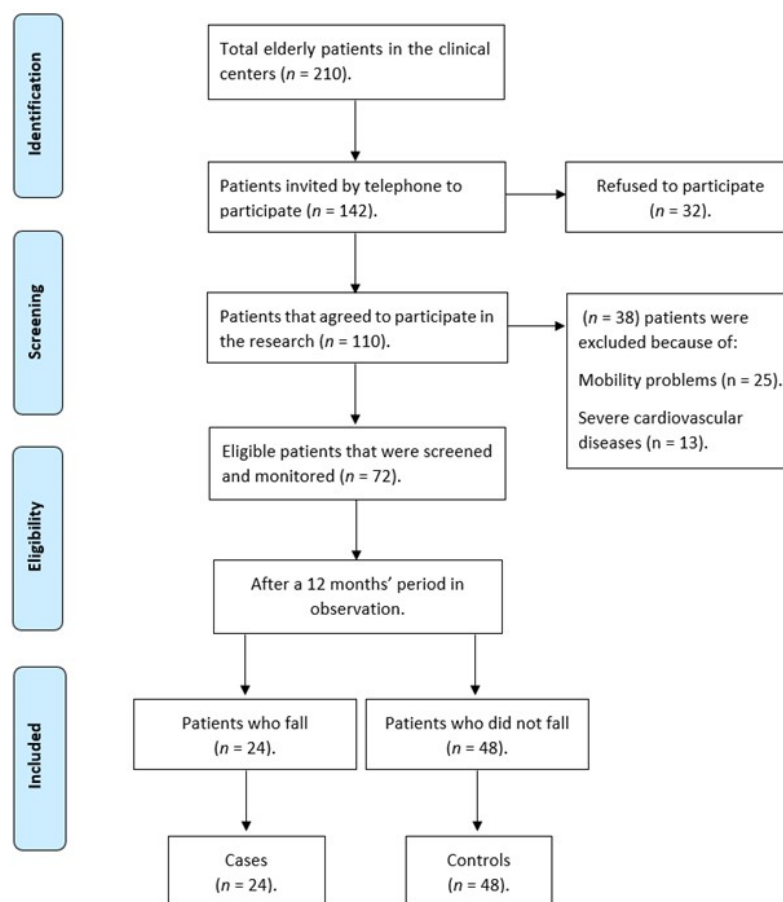 Identification
Total elderly patients in the clinical
centers (n = 210).
Patients invited by telephone to
participate (n = 142).
Refused to participate
(n = 32).
Screening
Patients that agreed to participate in
the research (n = 110).
(n = 38) patients were
excluded because of:
Mobility problems (n = 25).
Severe cardiovascular
diseases (n = 13).
Eligible patients that were screened
and monitored (n = 72).
Eligibility
After a 12 months’ period in
observation.
Included
Patients who fall
(n = 24).
Patients who did not fall
(n = 48).
Cases
(n = 24).
Controls
(n = 48).